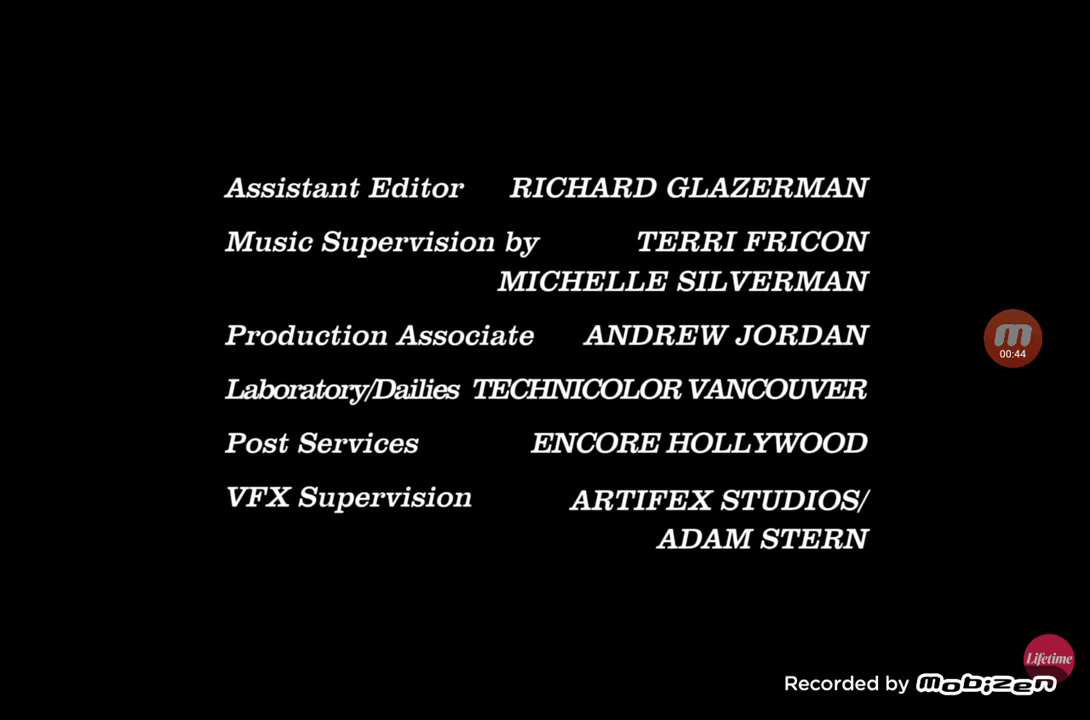 Assistant Editor RICHARD GLAZERMAN
Music Supervision by TERRI FRICON
MICHELLE SILVERMAN
Production Associate ANDREW JORDAN
Laboratory/Dailies TECHNICOLOR VANCOUVER
Post Services ENCORE HOLLYWOOD
VFX Supervision ARTIFEX STUDIOS/
ADAM STERN
00:44
Lifetime
Recorded by mobizen